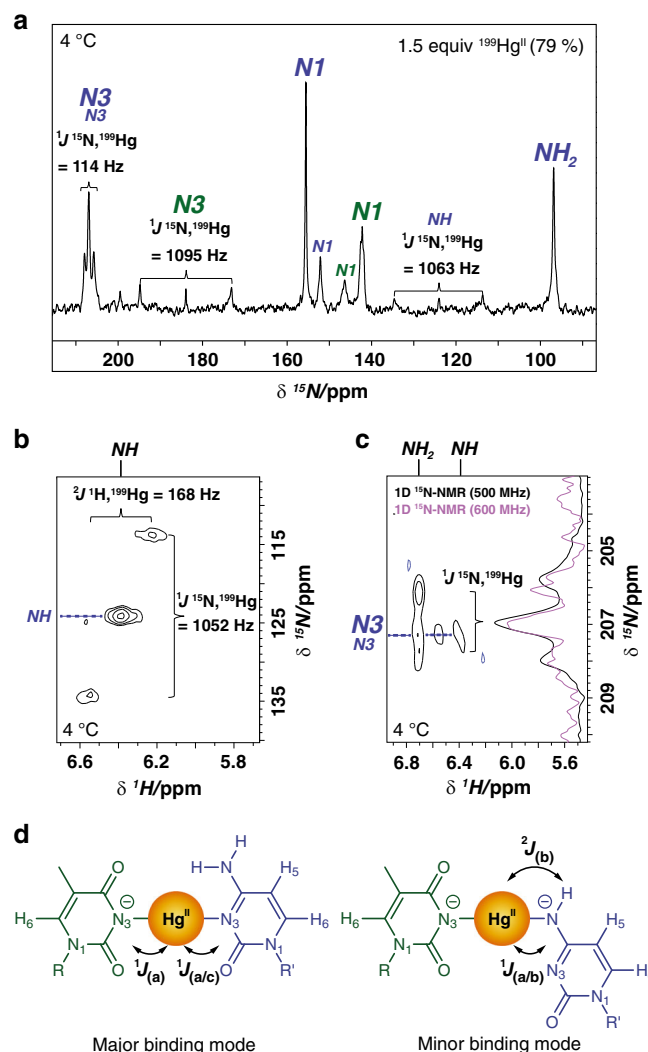 a
4 °C
1.5 equiv ¹⁹⁹Hgᴵᴵ (79 %)
N3
N3
¹J ¹⁵N,¹⁹⁹Hg
= 114 Hz
N3
¹J ¹⁵N,¹⁹⁹Hg
= 1095 Hz
N1
N1
N1
N1
NH
¹J ¹⁵N,¹⁹⁹Hg
= 1063 Hz
NH₂
200 180 160 140 120 100
δ ¹⁵N/ppm
b
NH
²J ¹H,¹⁹⁹Hg = 168 Hz
NH
¹J ¹⁵N,¹⁹⁹Hg
= 1052 Hz
4 °C
115
125
135
δ ¹⁵N/ppm
6.6 6.2 5.8
δ ¹H/ppm
c
NH₂ NH
1D ¹⁵N-NMR (500 MHz)
1D ¹⁵N-NMR (600 MHz)
¹J ¹⁵N,¹⁹⁹Hg
N3
N3
4 °C
205
207
209
δ ¹⁵N/ppm
6.8 6.4 6.0 5.6
δ ¹H/ppm
d
O
H₆
N₁
R
O
N₃
⊖
Hgᴵᴵ
H
H–N
H₅
N₃
H₆
O
N₁
R'
¹J(a)
¹J(a/c)
Major binding mode
O
H₆
N₁
R
O
N₃
⊖
Hgᴵᴵ
²J(b)
H
⊖
N
H₅
¹J(a/b)
N₃
H
O
N₁
R'
Minor binding mode